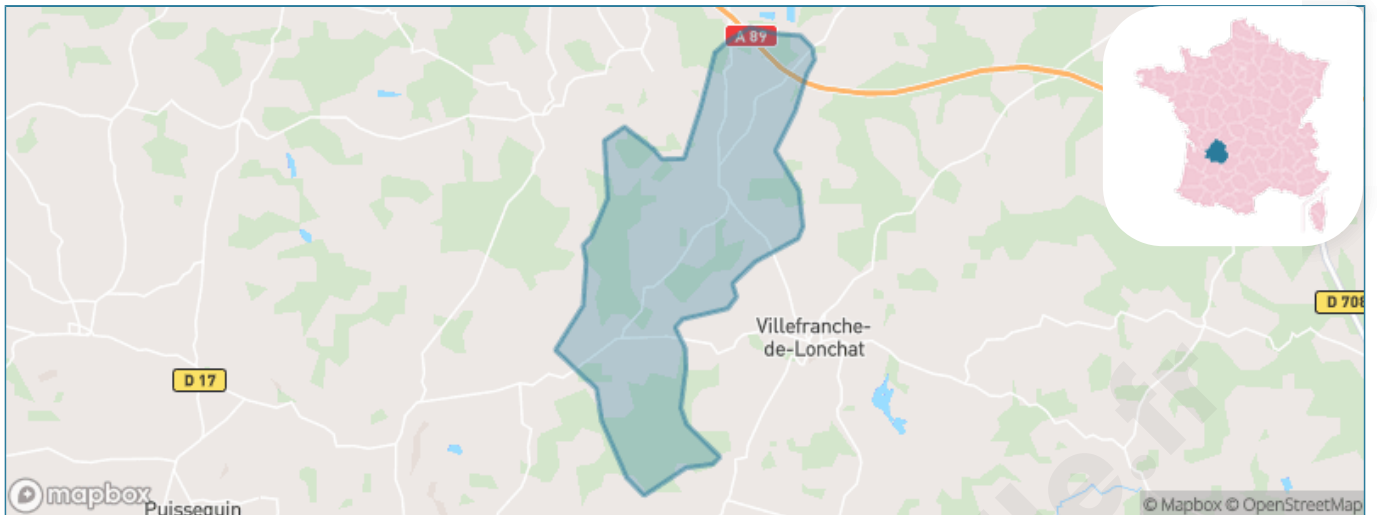 A 89
D 708
Villefranche-
de-Lonchat
D 17
mapbox
Puisseguin
© Mapbox © OpenStreetMap